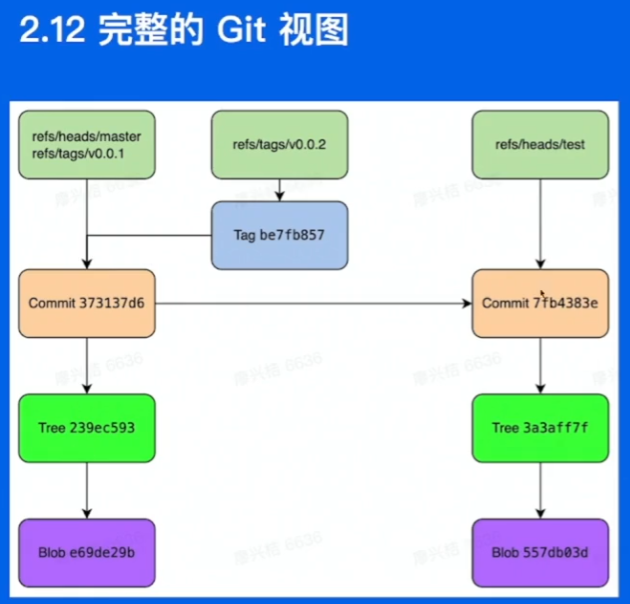 2.12 完整的 Git 视图
refs/heads/master
refs/tags/v0.0.1
refs/tags/v0.0.2
refs/heads/test
Tag be7fb857
Commit 373137d6
Commit 7fb4383e
Tree 239ec593
Tree 3a3aff7f
Blob e69de29b
Blob 557db03d